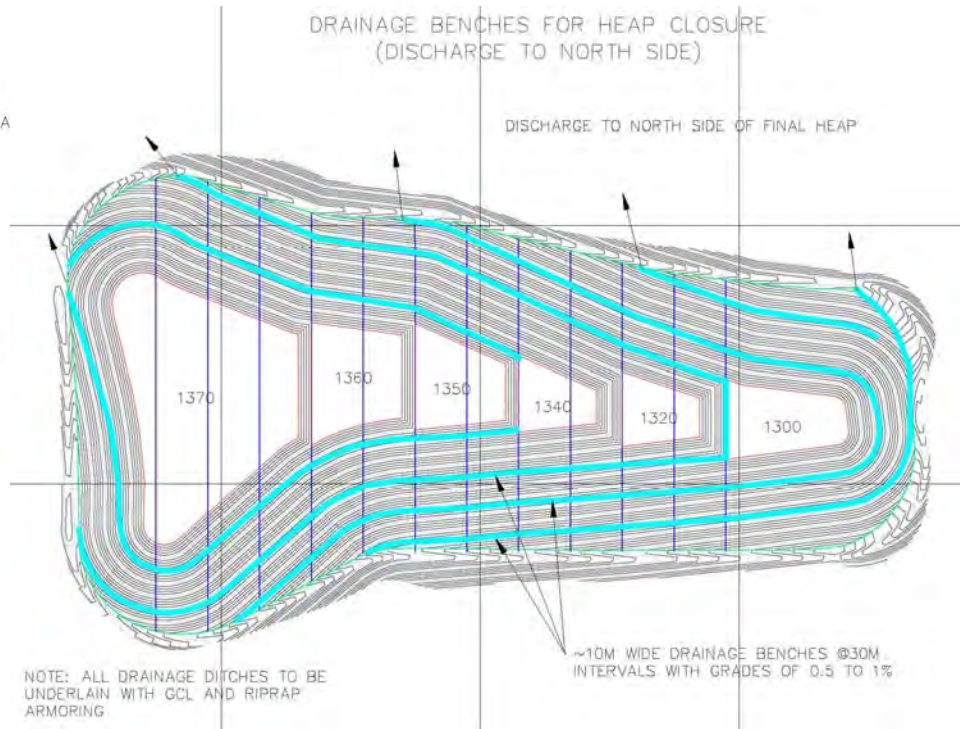 DRAINAGE BENCHES FOR HEAP CLOSURE
(DISCHARGE TO NORTH SIDE)
A
DISCHARGE TO NORTH SIDE OF FINAL HEAP
1370
1360
1350
1340
1320
1300
~10M WIDE DRAINAGE BENCHES @30M
INTERVALS WITH GRADES OF 0.5 TO 1%
NOTE: ALL DRAINAGE DITCHES TO BE
UNDERLAIN WITH GCL AND RIPRAP
ARMORING